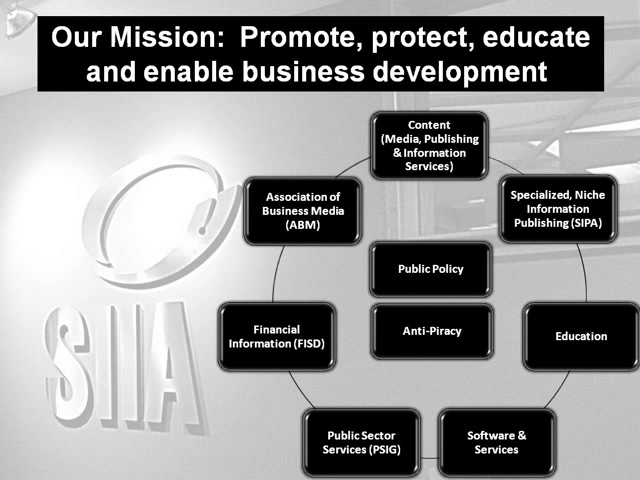 Our Mission:  Promote, protect, educate
and enable business development
Content
(Media, Publishing
& Information
Services)
Association of
Business Media
(ABM)
Specialized, Niche
Information
Publishing (SIPA)
Public Policy
Anti-Piracy
Financial
Information (FISD)
Education
Public Sector
Services (PSIG)
Software &
Services
SIIA